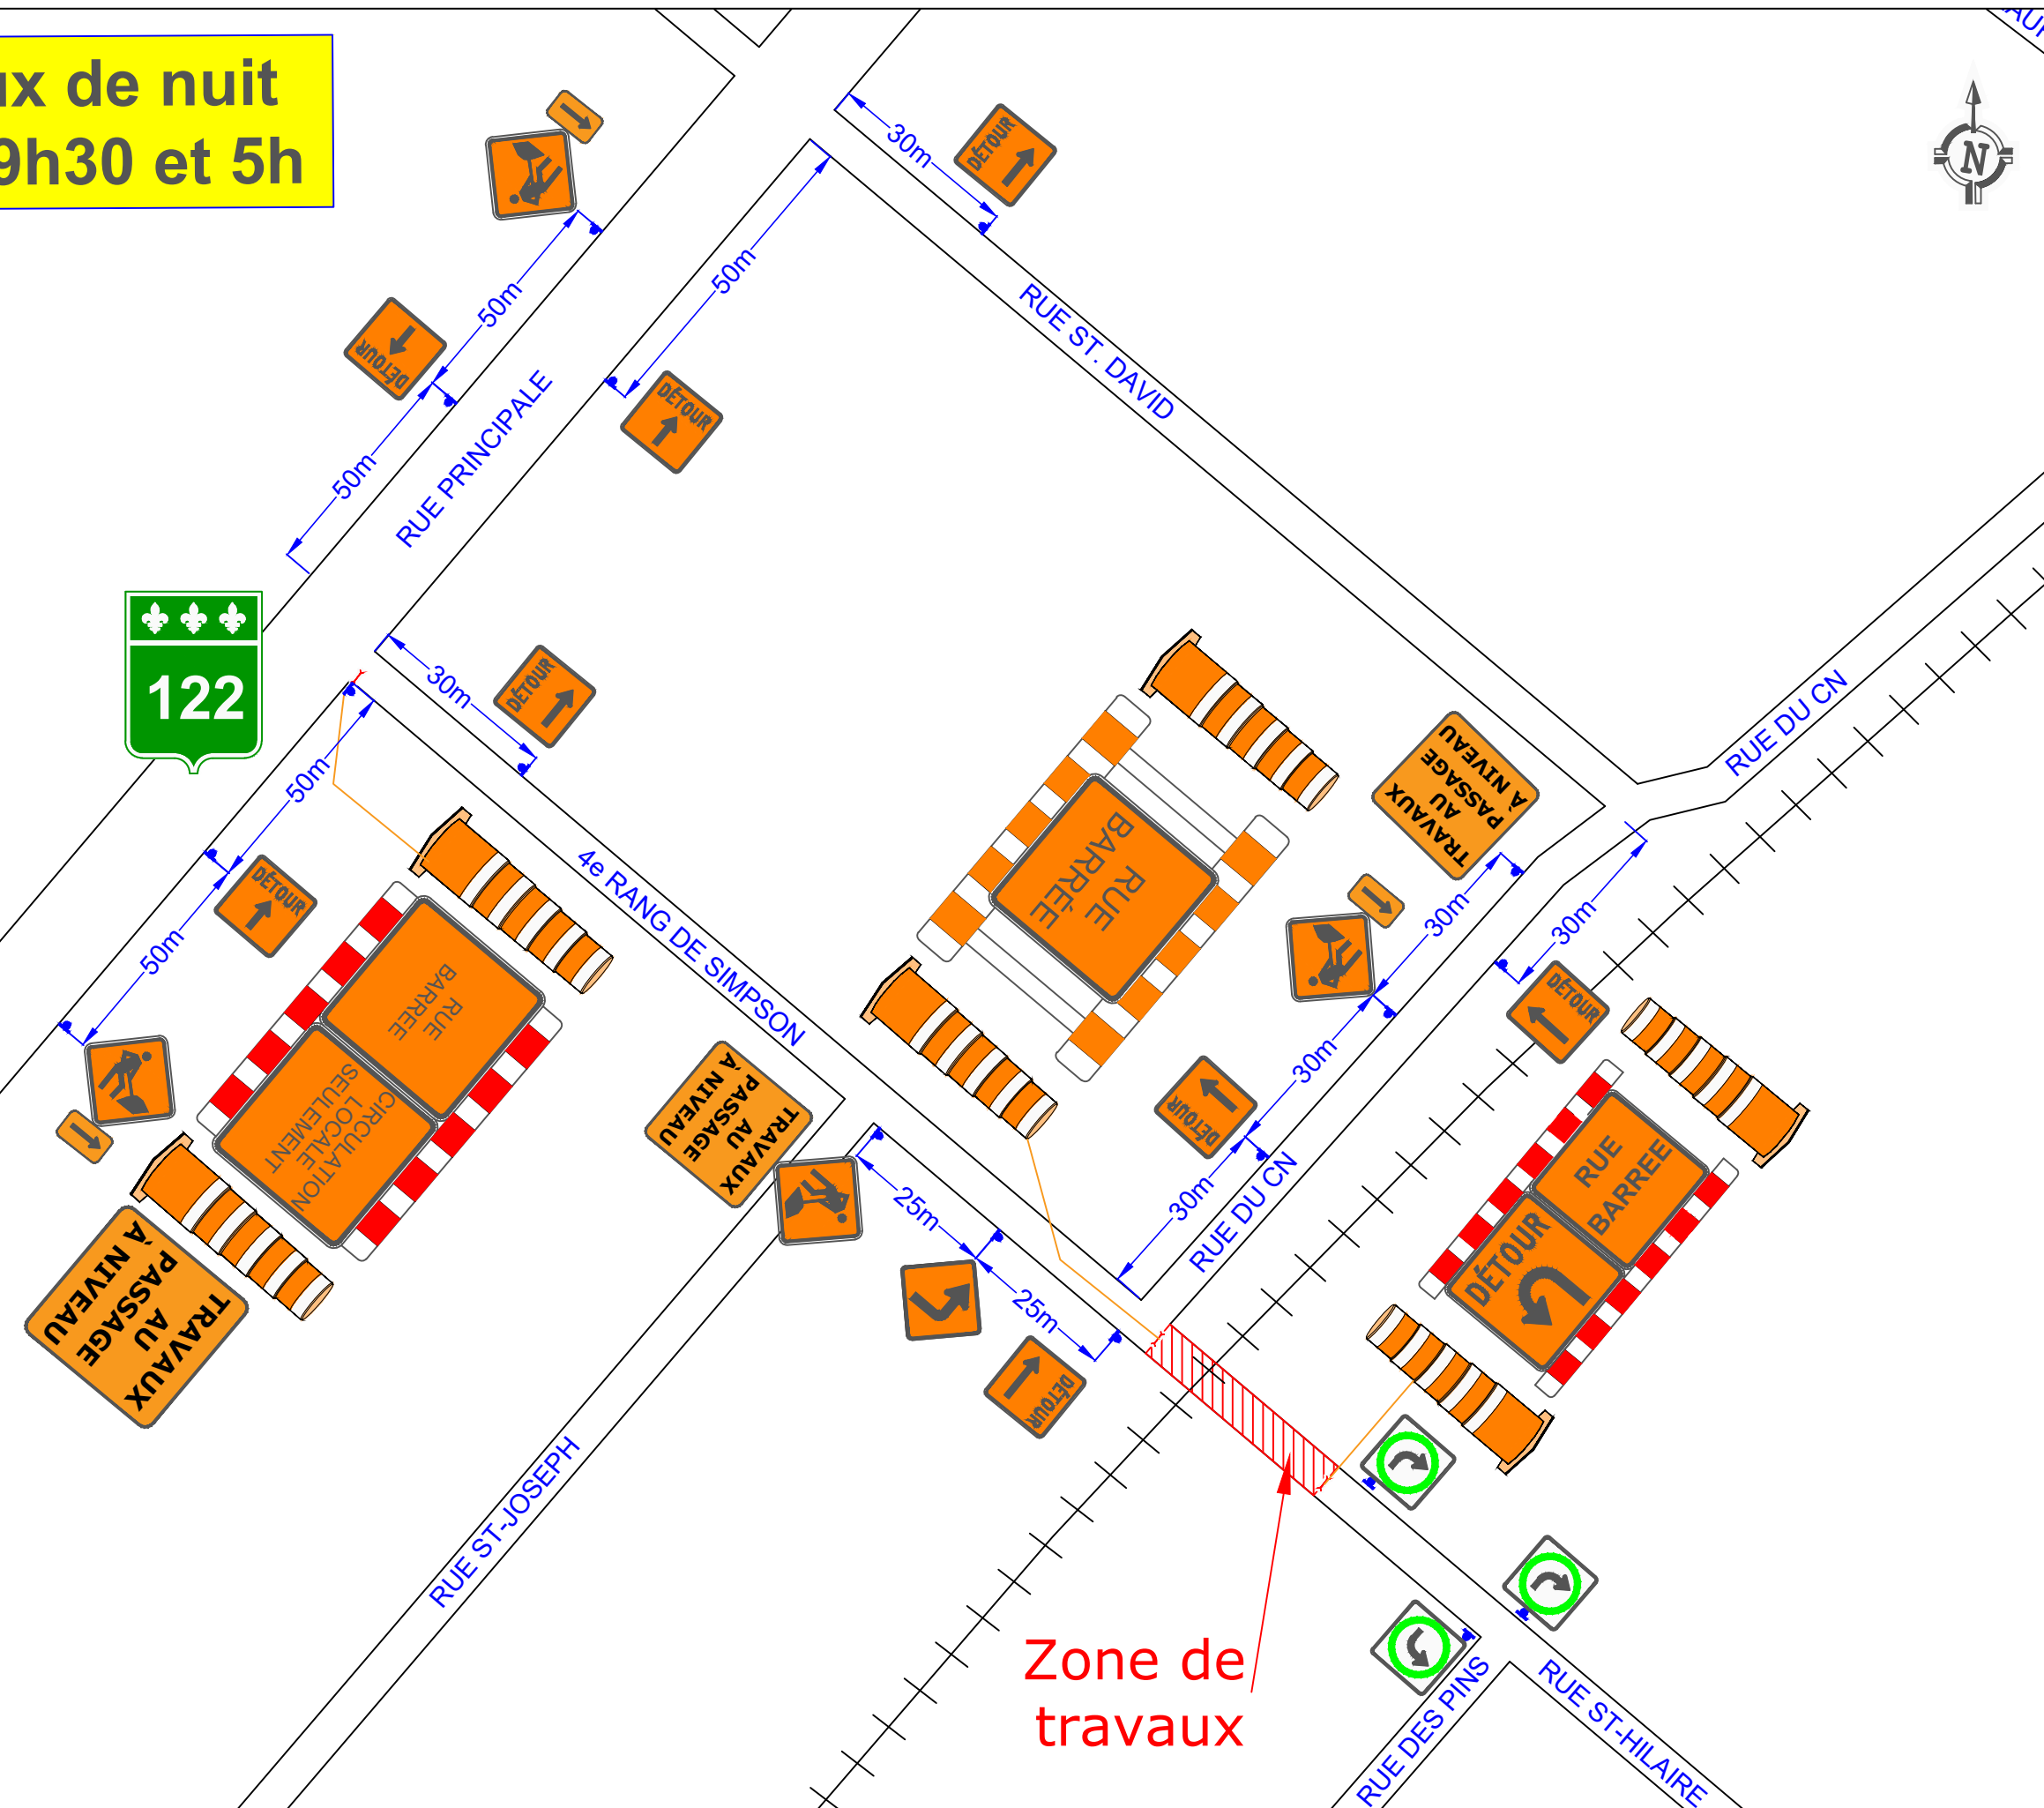 ux de nuit
9h30 et 5h
30m
DÉTOUR
N
50m
50m
DÉTOUR
50m
RUE PRINCIPALE
DÉTOUR
RUE ST. DAVID
122
30m
DÉTOUR
50m
50m
DÉTOUR
4e RANG DE SIMPSON
RUE
BARRÉE
CIRCULATION
LOCALE
SEULEMENT
TRAVAUX
AU
PASSAGE
À NIVEAU
TRAVAUX
AU
PASSAGE
À NIVEAU
RUE
BARRÉE
TRAVAUX
AU
PASSAGE
À NIVEAU
RUE DU CN
30m
30m
30m
30m
DÉTOUR
DÉTOUR
RUE DU CN
RUE
BARREE
DÉTOUR
25m
25m
DÉTOUR
RUE ST-JOSEPH
Zone de
travaux
RUE DES PINS
RUE ST-HILAIRE